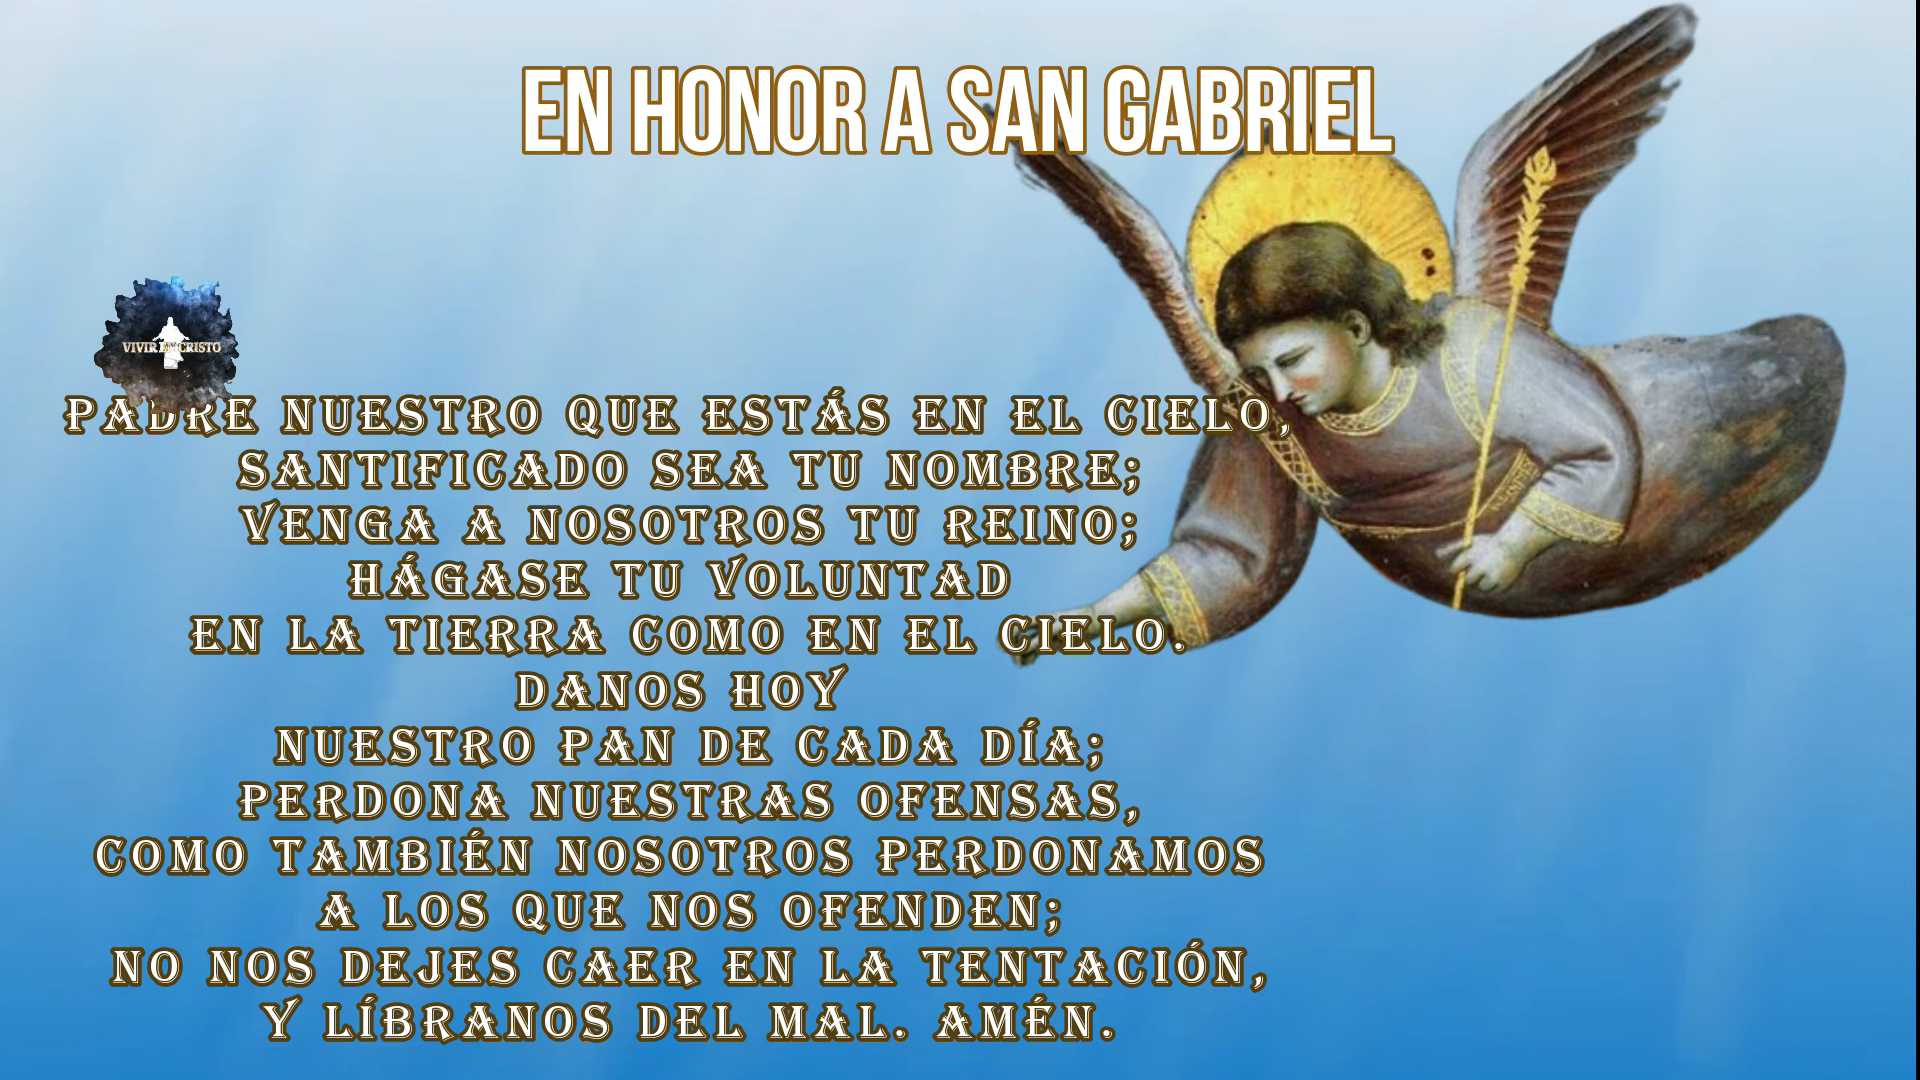 EN HONOR A SAN GABRIEL
VIVIR EN CRISTO
PADRE NUESTRO QUE ESTÁS EN EL CIELO,
SANTIFICADO SEA TU NOMBRE;
VENGA A NOSOTROS TU REINO;
HÁGASE TU VOLUNTAD
EN LA TIERRA COMO EN EL CIELO.
DANOS HOY
NUESTRO PAN DE CADA DÍA;
PERDONA NUESTRAS OFENSAS,
COMO TAMBIÉN NOSOTROS PERDONAMOS
A LOS QUE NOS OFENDEN;
NO NOS DEJES CAER EN LA TENTACIÓN,
Y LÍBRANOS DEL MAL. AMÉN.